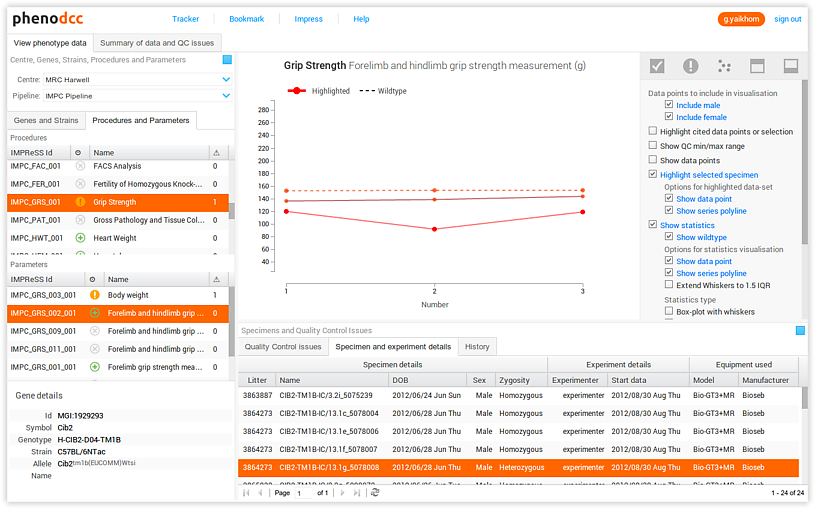 phenodcc
Tracker Bookmark Impress Help
g.yaikhom sign out
View phenotype data Summary of data and QC issues
Centre, Genes, Strains, Procedures and Parameters
Centre: MRC Harwell
Pipeline: IMPC Pipeline
Genes and Strains Procedures and Parameters
Procedures
IMPReSS Id Name
IMPC_FAC_001 FACS Analysis 0
IMPC_FER_001 Fertility of Homozygous Knock-... 0
IMPC_GRS_001 Grip Strength 1
IMPC_PAT_001 Gross Pathology and Tissue Col... 0
IMPC_HWT_001 Heart Weight 0
Parameters
IMPReSS Id Name
IMPC_GRS_003_001 Body weight 1
IMPC_GRS_002_001 Forelimb and hindlimb grip ... 0
IMPC_GRS_009_001 Forelimb and hindlimb grip ... 0
IMPC_GRS_011_001 Forelimb and hindlimb grip ... 0
IMPC_GRS_001_001 Forelimb grip strength mea... 0
Gene details
Id MGI:1929293
Symbol Cib2
Genotype H-CIB2-D04-TM1B
Strain C57BL/6NTac
Allele Cib2tm1b(EUCOMM)Wtsi
Name
Grip Strength Forelimb and hindlimb grip strength measurement (g)
Highlighted Wildtype
280
260
240
220
200
180
160
140
120
100
80
60
40
1 2 3
Number
Data points to include in visualisation
Include male
Include female
Highlight cited data points or selection
Show QC min/max range
Show data points
Highlight selected specimen
Options for highlighted data-set
Show data point
Show series polyline
Show statistics
Show wildtype
Options for statistics visualisation
Show data point
Show series polyline
Extend Whiskers to 1.5 IQR
Statistics type
Box-plot with whiskers
Specimens and Quality Control Issues
Quality Control issues Specimen and experiment details History
Specimen details Experiment details Equipment used
Litter Name DOB Sex Zygosity Experimenter Start data Model Manufacturer
3863887 CIB2-TM1B-IC/3.2i_5075239 2012/06/24 Jun Sun Male Homozygous experimenter 2012/08/30 Aug Thu Bio-GT3+MR Bioseb
3864273 CIB2-TM1B-IC/13.1c_5078004 2012/06/28 Jun Thu Male Homozygous experimenter 2012/08/30 Aug Thu Bio-GT3+MR Bioseb
3864273 CIB2-TM1B-IC/13.1e_5078006 2012/06/28 Jun Thu Male Homozygous experimenter 2012/08/30 Aug Thu Bio-GT3+MR Bioseb
3864273 CIB2-TM1B-IC/13.1f_5078007 2012/06/28 Jun Thu Male Homozygous experimenter 2012/08/30 Aug Thu Bio-GT3+MR Bioseb
3864273 CIB2-TM1B-IC/13.1g_5078008 2012/06/28 Jun Thu Male Heterozygous experimenter 2012/08/30 Aug Thu Bio-GT3+MR Bioseb
Page 1 of 1 1 - 24 of 24